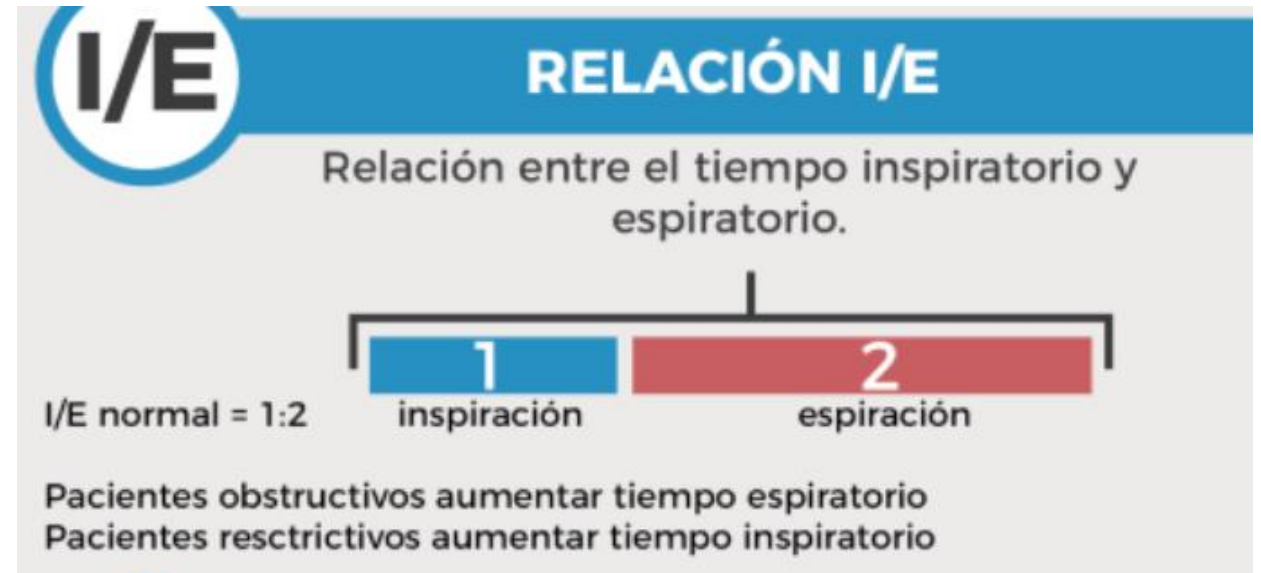 I/E
RELACIÓN I/E
Relación entre el tiempo inspiratorio y
espiratorio.
1 2
I/E normal = 1:2 inspiración espiración
Pacientes obstructivos aumentar tiempo espiratorio
Pacientes resctrictivos aumentar tiempo inspiratorio